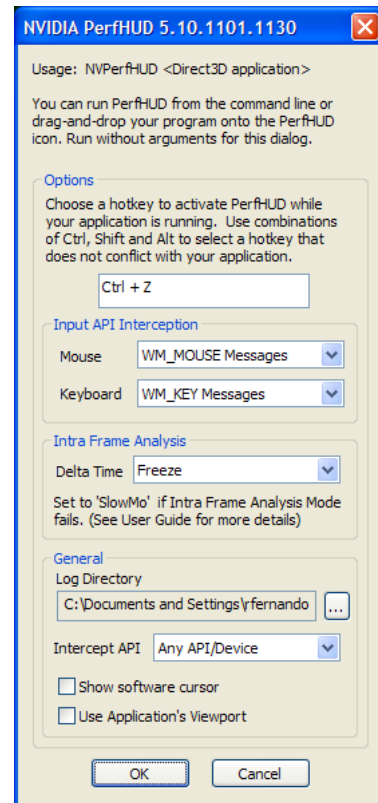 NVIDIA PerfHUD 5.10.1101.1130
Usage: NVPerfHUD <Direct3D application>
You can run PerfHUD from the command line or
drag-and-drop your program onto the PerfHUD
icon. Run without arguments for this dialog.
Options
Choose a hotkey to activate PerfHUD while
your application is running. Use combinations
of Ctrl, Shift and Alt to select a hotkey that
does not conflict with your application.
Ctrl + Z
Input API Interception
Mouse WM_MOUSE Messages
Keyboard WM_KEY Messages
Intra Frame Analysis
Delta Time Freeze
Set to 'SlowMo' if Intra Frame Analysis Mode
fails. (See User Guide for more details)
General
Log Directory
C:\Documents and Settings\rfernando ...
Intercept API Any API/Device
Show software cursor
Use Application's Viewport
OK Cancel